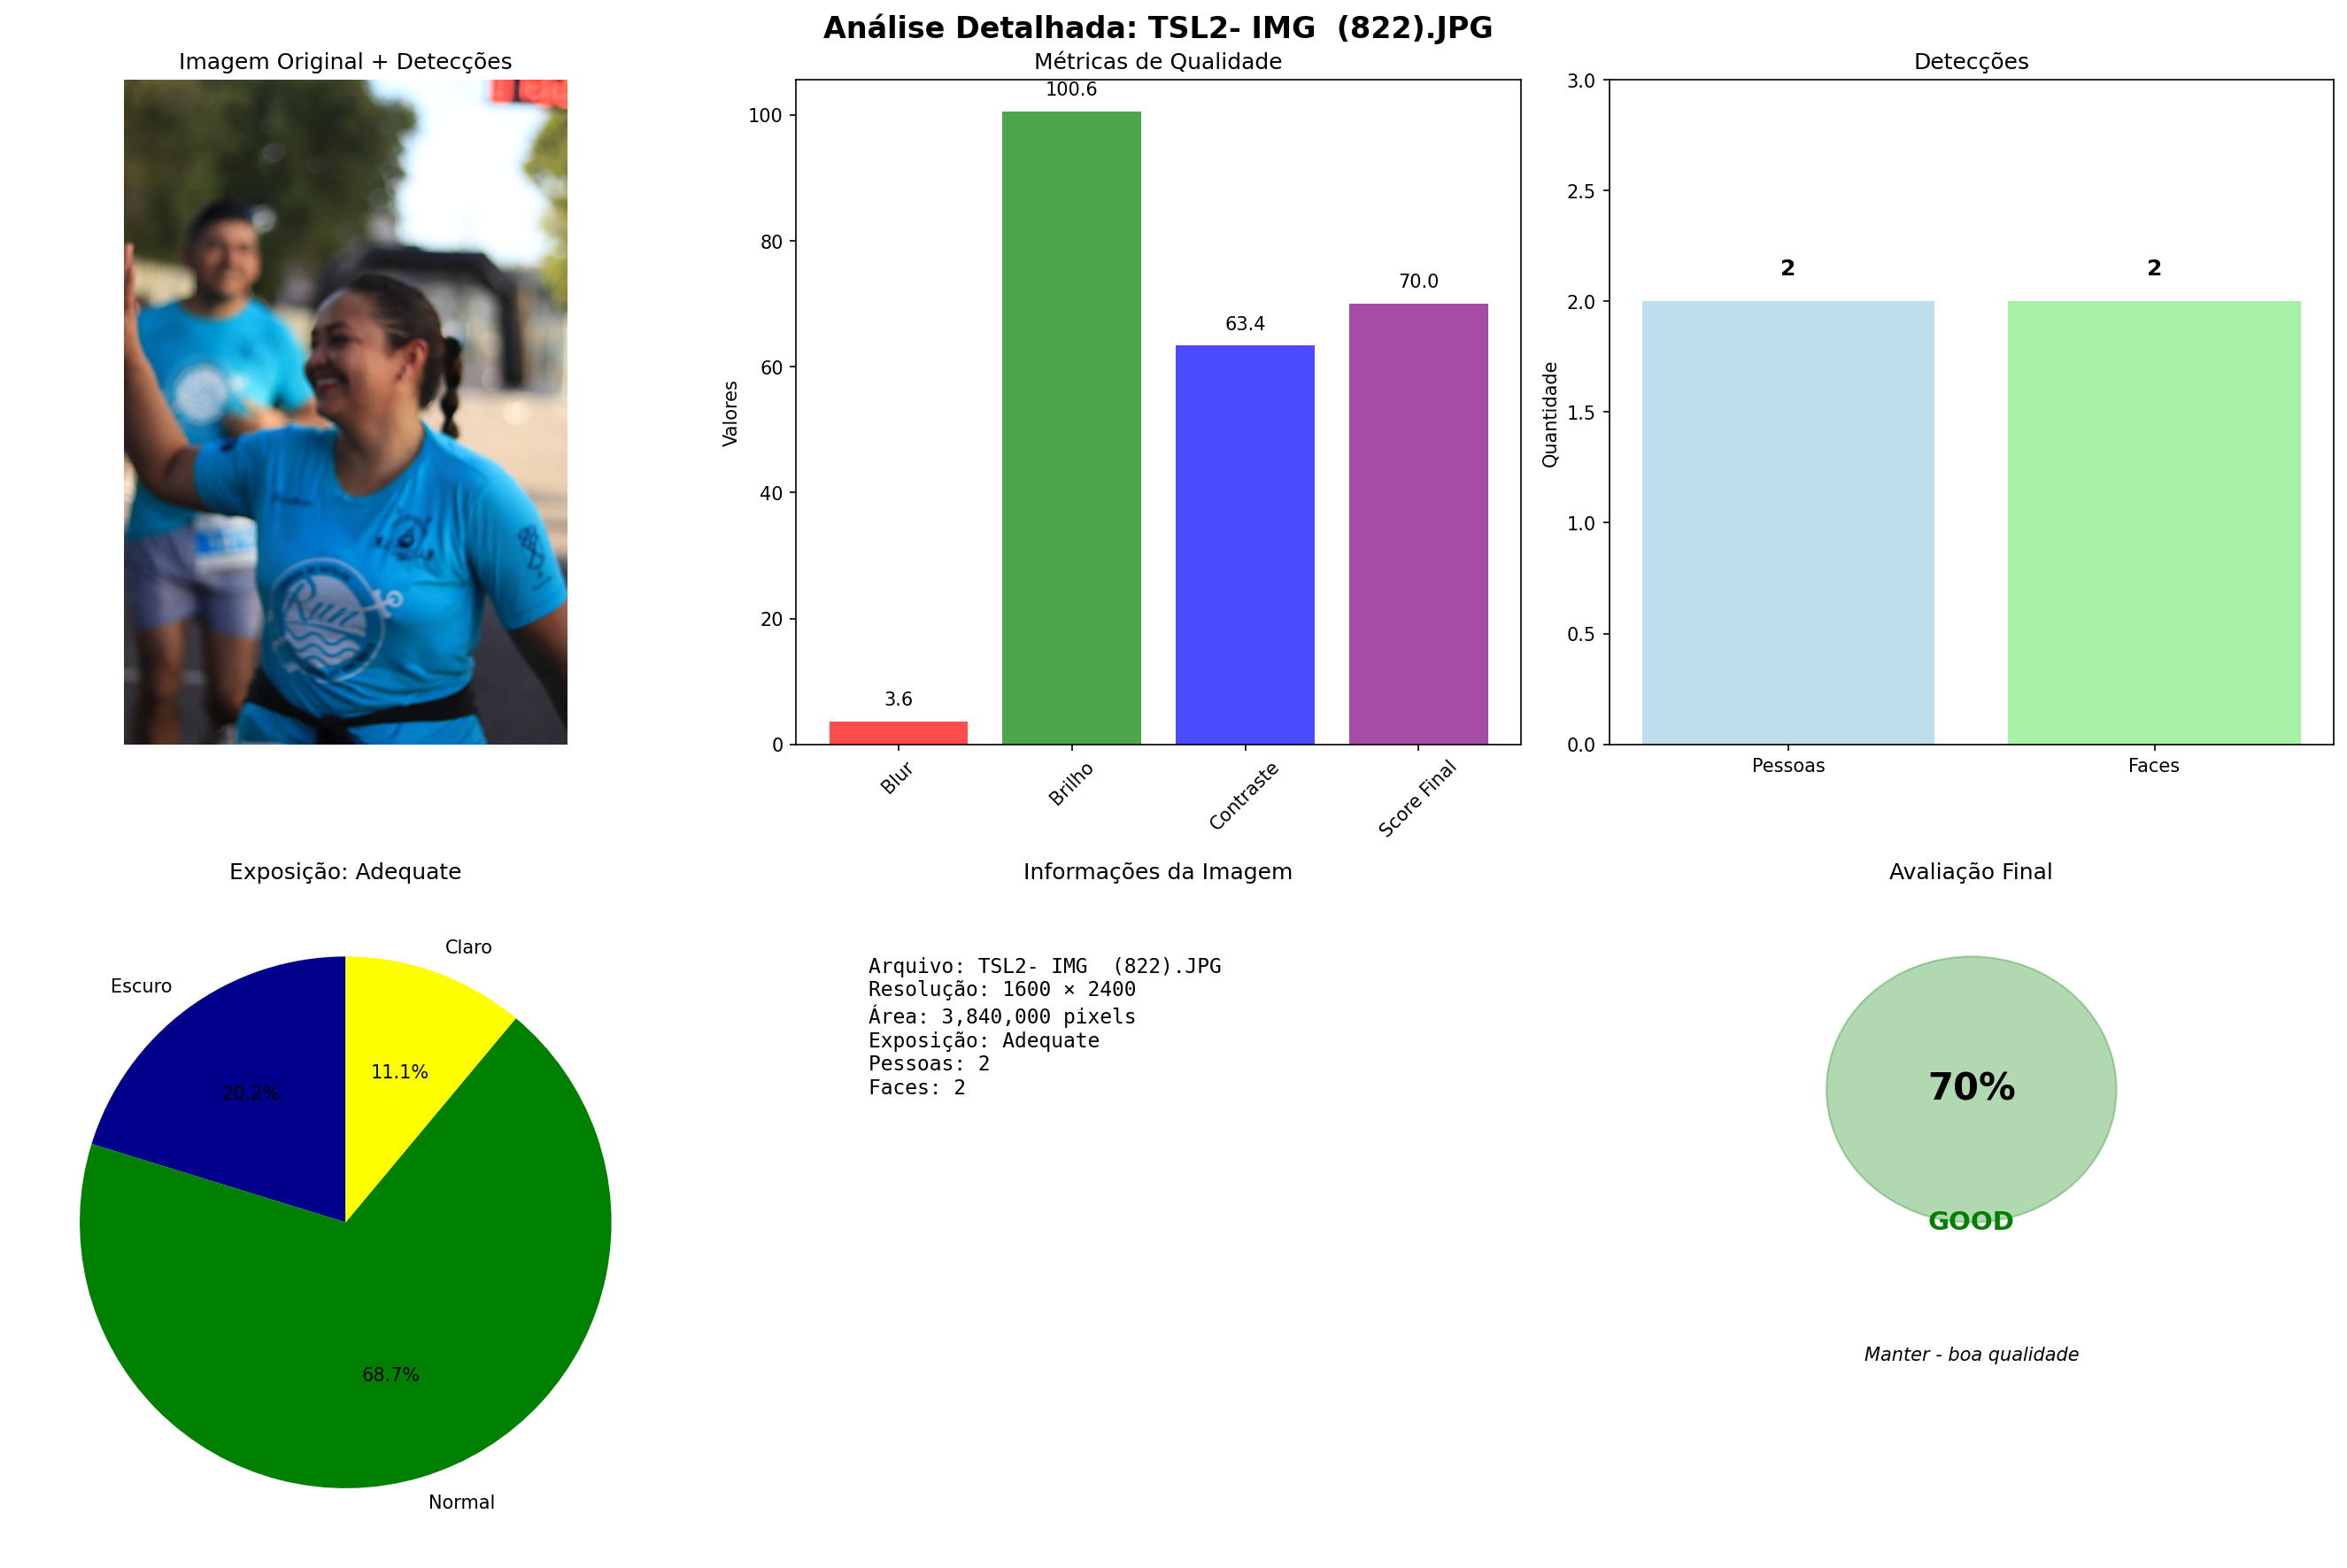 Análise Detalhada: TSL2- IMG  (822).JPG
Imagem Original + Detecções
Run
Métricas de Qualidade
Valores
100
80
60
40
20
0
3.6
100.6
63.4
70.0
Blur
Brilho
Contraste
Score Final
Detecções
Quantidade
3.0
2.5
2.0
1.5
1.0
0.5
0.0
2
2
Pessoas
Faces
Exposição: Adequate
Claro
Escuro
11.1%
20.2%
68.7%
Normal
Informações da Imagem
Arquivo: TSL2- IMG  (822).JPG
Resolução: 1600 × 2400
Área: 3,840,000 pixels
Exposição: Adequate
Pessoas: 2
Faces: 2
Avaliação Final
70%
GOOD
Manter - boa qualidade